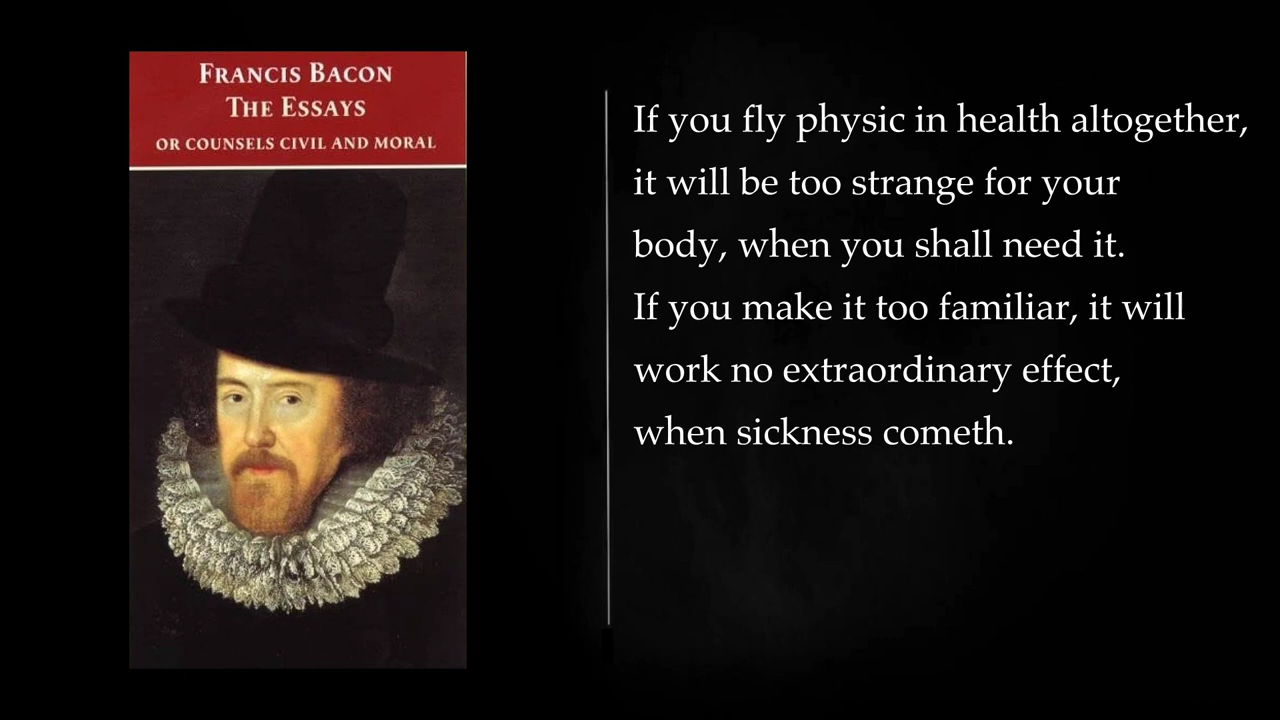 FRANCIS BACON
THE ESSAYS
OR COUNSELS CIVIL AND MORAL
If you fly physic in health altogether,
it will be too strange for your
body, when you shall need it.
If you make it too familiar, it will
work no extraordinary effect,
when sickness cometh.